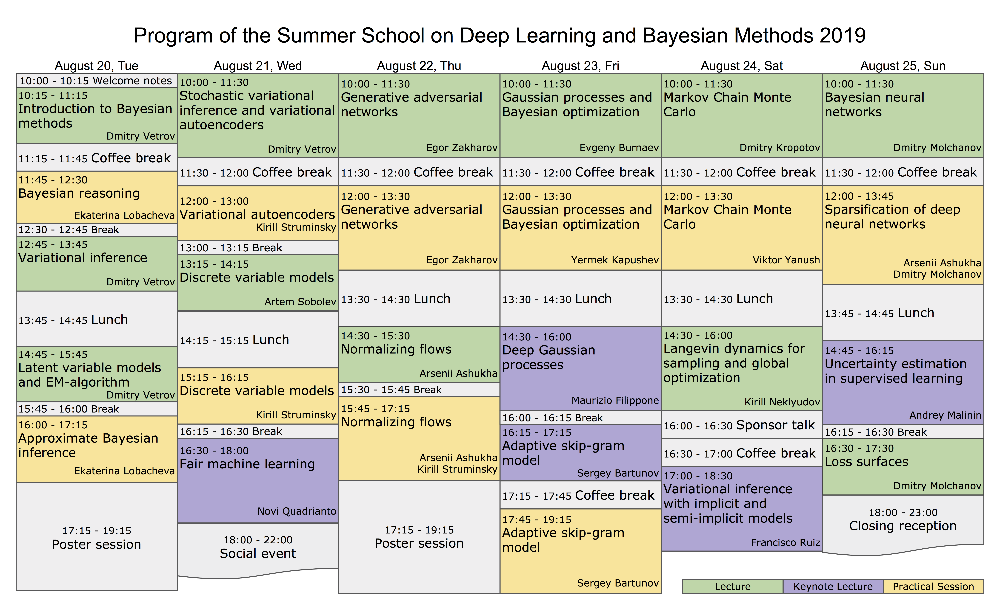 Program of the Summer School on Deep Learning and Bayesian Methods 2019
August 20, Tue
10:00 - 10:15 Welcome notes
10:15 - 11:15
Introduction to Bayesian
methods
Dmitry Vetrov
11:15 - 11:45 Coffee break
11:45 - 12:30
Bayesian reasoning
Ekaterina Lobacheva
12:30 - 12:45 Break
12:45 - 13:45
Variational inference
Dmitry Vetrov
13:45 - 14:45 Lunch
14:45 - 15:45
Latent variable models
and EM-algorithm
Dmitry Vetrov
15:45 - 16:00 Break
16:00 - 17:15
Approximate Bayesian
inference
Ekaterina Lobacheva
17:15 - 19:15
Poster session
August 21, Wed
10:00 - 11:30
Stochastic variational
inference and variational
autoencoders
Dmitry Vetrov
11:30 - 12:00 Coffee break
12:00 - 13:00
Variational autoencoders
Kirill Struminsky
13:00 - 13:15 Break
13:15 - 14:15
Discrete variable models
Artem Sobolev
14:15 - 15:15 Lunch
15:15 - 16:15
Discrete variable models
Kirill Struminsky
16:15 - 16:30 Break
16:30 - 18:00
Fair machine learning
Novi Quadrianto
18:00 - 22:00
Social event
August 22, Thu
10:00 - 11:30
Generative adversarial
networks
Egor Zakharov
11:30 - 12:00 Coffee break
12:00 - 13:30
Generative adversarial
networks
Egor Zakharov
13:30 - 14:30 Lunch
14:30 - 15:30
Normalizing flows
Arsenii Ashukha
15:30 - 15:45 Break
15:45 - 17:15
Normalizing flows
Arsenii Ashukha
Kirill Struminsky
17:15 - 19:15
Poster session
August 23, Fri
10:00 - 11:30
Gaussian processes and
Bayesian optimization
Evgeny Burnaev
11:30 - 12:00 Coffee break
12:00 - 13:30
Gaussian processes and
Bayesian optimization
Yermek Kapushev
13:30 - 14:30 Lunch
14:30 - 16:00
Deep Gaussian
processes
Maurizio Filippone
16:00 - 16:15 Break
16:15 - 17:15
Adaptive skip-gram
model
Sergey Bartunov
17:15 - 17:45 Coffee break
17:45 - 19:15
Adaptive skip-gram
model
Sergey Bartunov
August 24, Sat
10:00 - 11:30
Markov Chain Monte
Carlo
Dmitry Kropotov
11:30 - 12:00 Coffee break
12:00 - 13:30
Markov Chain Monte
Carlo
Viktor Yanush
13:30 - 14:30 Lunch
14:30 - 16:00
Langevin dynamics for
sampling and global
optimization
Kirill Neklyudov
16:00 - 16:30 Sponsor talk
16:30 - 17:00 Coffee break
17:00 - 18:30
Variational inference
with implicit and
semi-implicit models
Francisco Ruiz
August 25, Sun
10:00 - 11:30
Bayesian neural
networks
Dmitry Molchanov
11:30 - 12:00 Coffee break
12:00 - 13:45
Sparsification of deep
neural networks
Arsenii Ashukha
Dmitry Molchanov
13:45 - 14:45 Lunch
14:45 - 16:15
Uncertainty estimation
in supervised learning
Andrey Malinin
16:15 - 16:30 Break
16:30 - 17:30
Loss surfaces
Dmitry Molchanov
18:00 - 23:00
Closing reception
Lecture
Keynote Lecture
Practical Session